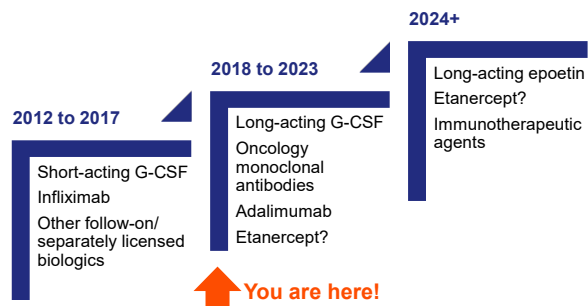 2012 to 2017
Short-acting G-CSF
Infliximab
Other follow-on/
separately licensed
biologics
2018 to 2023
Long-acting G-CSF
Oncology
monoclonal
antibodies
Adalimumab
Etanercept?
2024+
Long-acting epoetin
Etanercept?
Immunotherapeutic
agents
You are here!